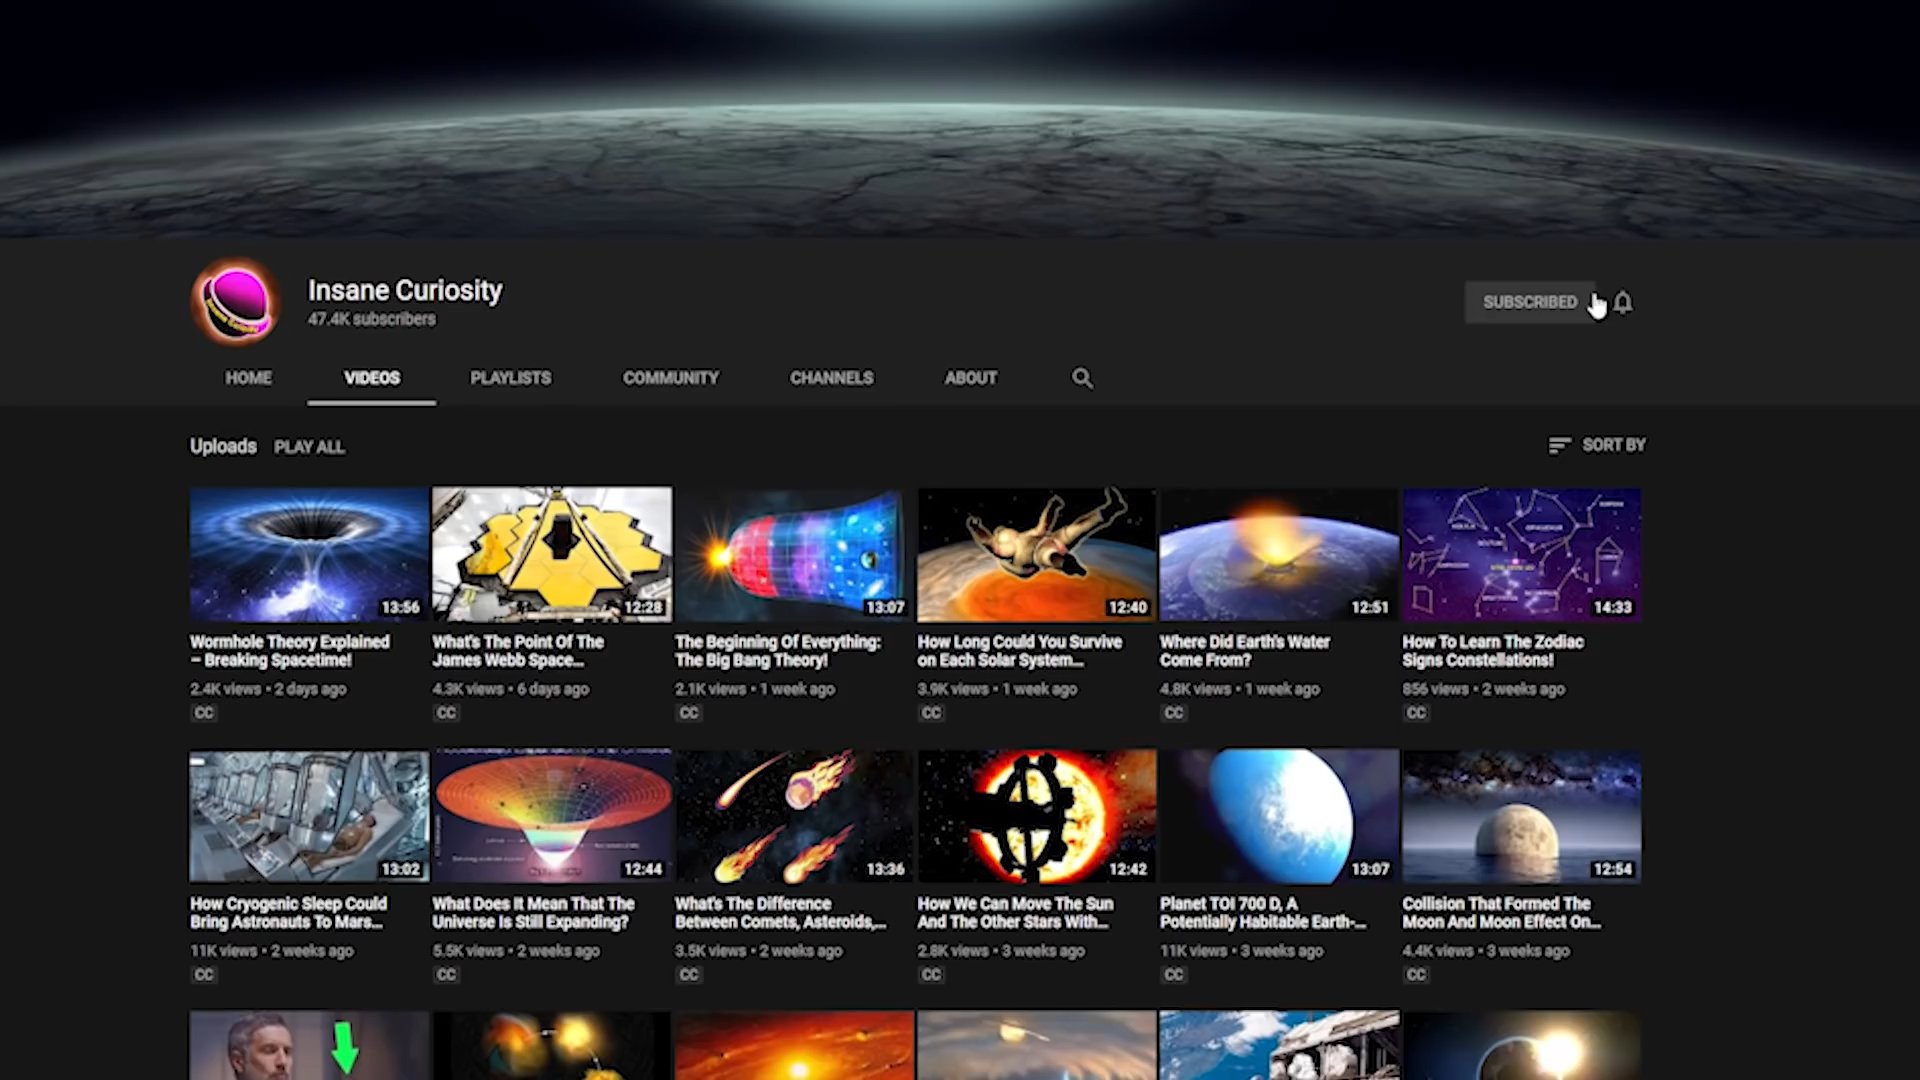 Insane Curiosity
47.4K subscribers
SUBSCRIBED
HOME
VIDEOS
PLAYLISTS
COMMUNITY
CHANNELS
ABOUT
Uploads
PLAY ALL
SORT BY
13:56
12:28
13:07
12:40
12:51
14:33
Wormhole Theory Explained
– Breaking Spacetime!
2.4K views • 2 days ago
CC
What's The Point Of The
James Webb Space...
4.3K views • 6 days ago
CC
The Beginning Of Everything:
The Big Bang Theory!
2.1K views • 1 week ago
CC
How Long Could You Survive
on Each Solar System...
3.9K views • 1 week ago
CC
Where Did Earth's Water
Come From?
4.8K views • 1 week ago
CC
How To Learn The Zodiac
Signs Constellations!
856 views • 2 weeks ago
CC
13:02
12:44
13:36
12:42
13:07
12:54
How Cryogenic Sleep Could
Bring Astronauts To Mars...
11K views • 2 weeks ago
CC
What Does It Mean That The
Universe Is Still Expanding?
5.5K views • 2 weeks ago
CC
What's The Difference
Between Comets, Asteroids,...
3.5K views • 2 weeks ago
CC
How We Can Move The Sun
And The Other Stars With...
2.8K views • 3 weeks ago
CC
Planet TOI 700 D, A
Potentially Habitable Earth-...
11K views • 3 weeks ago
CC
Collision That Formed The
Moon And Moon Effect On...
4.4K views • 3 weeks ago
CC